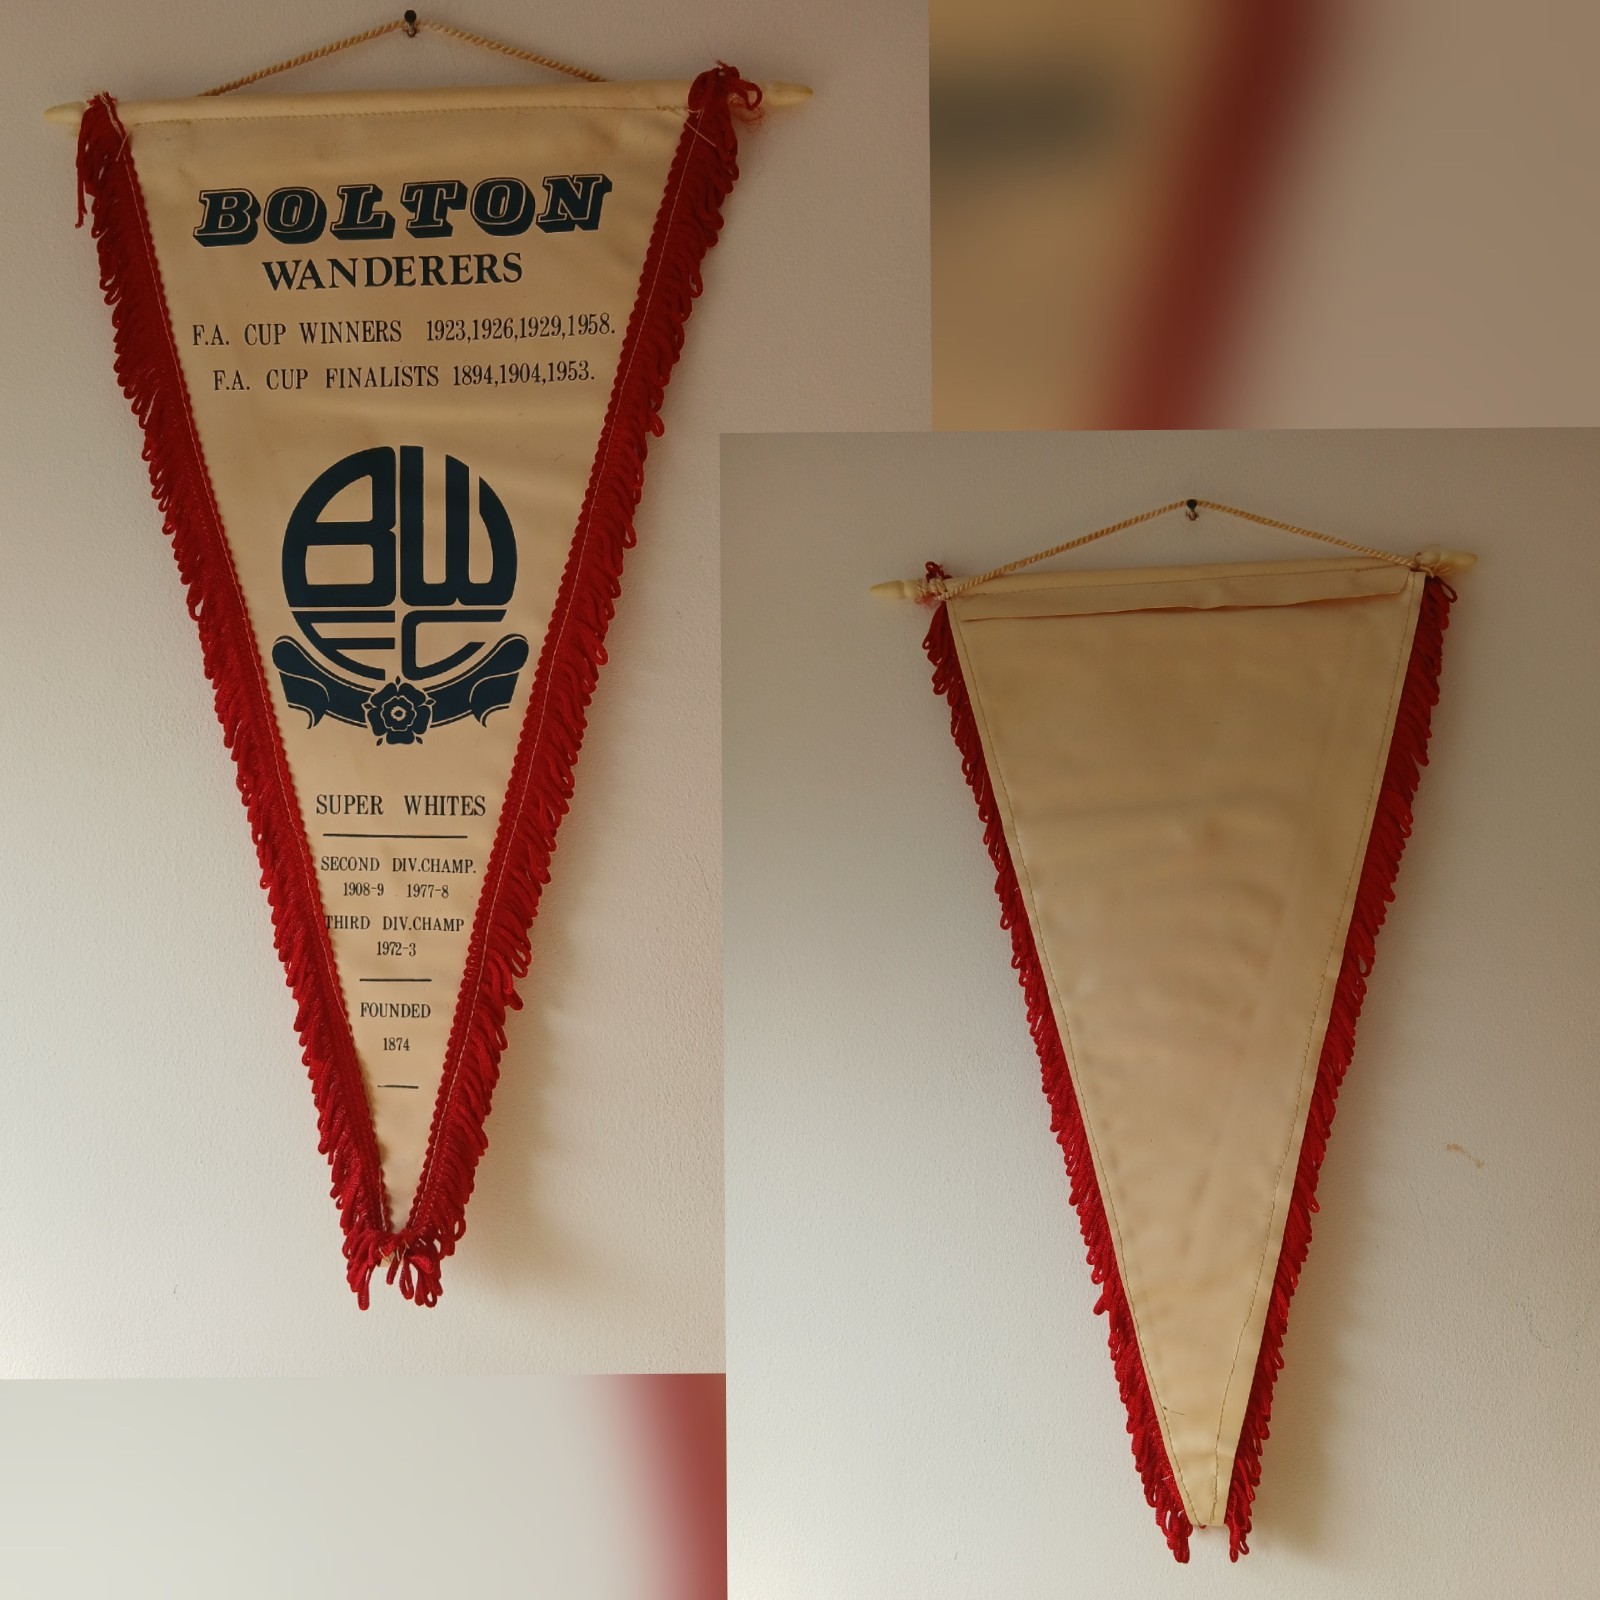 BOLTON
WANDERERS
F.A. CUP WINNERS 1923,1926,1929,1958.
F.A. CUP FINALISTS 1894,1904,1953.
BW
FC
SUPER WHITES
SECOND DIV.CHAMP.
1908-9 1977-8
THIRD DIV.CHAMP
1972-3
FOUNDED
1874